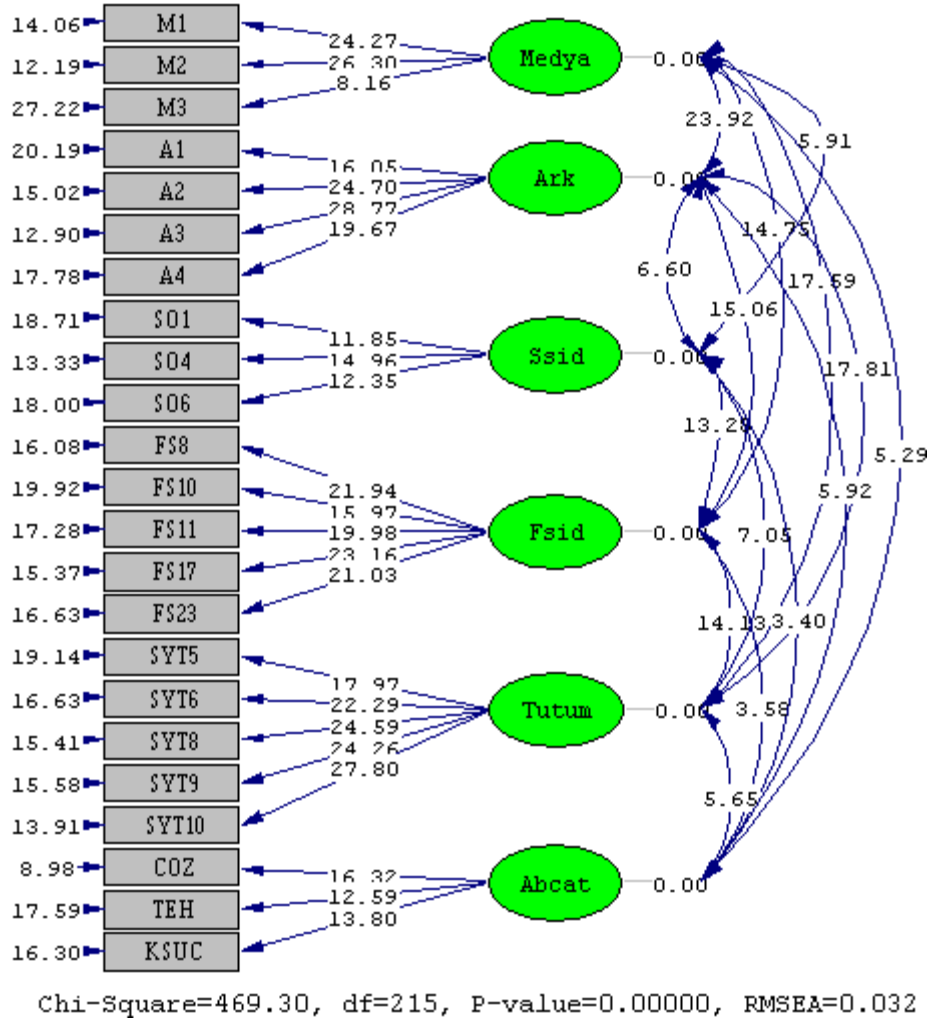 14.06 M1
12.19 M2
27.22 M3
20.19 A1
15.02 A2
12.90 A3
17.78 A4
18.71 SO1
13.33 SO4
18.00 SO6
16.08 FS8
19.92 FS10
17.28 FS11
15.37 FS17
16.63 FS23
19.14 SYT5
16.63 SYT6
15.41 SYT8
15.58 SYT9
13.91 SYT10
8.98 COZ
17.59 TEH
16.30 KSUC
24.27
26.30
8.16
16.05
24.70
28.77
19.67
11.85
14.96
12.35
21.94
15.97
19.98
23.16
21.03
17.97
22.29
24.59
24.26
27.80
16.32
12.59
13.80
Medya 0.00
Ark 0.00
Ssid 0.00
Fsid 0.00
Tutum 0.00
Abcat 0.00
23.92
5.91
14.75
6.60
17.59
15.06
17.81
13.28
5.29
5.92
7.05
14.13
3.40
3.58
5.65
Chi-Square=469.30, df=215, P-value=0.00000, RMSEA=0.032